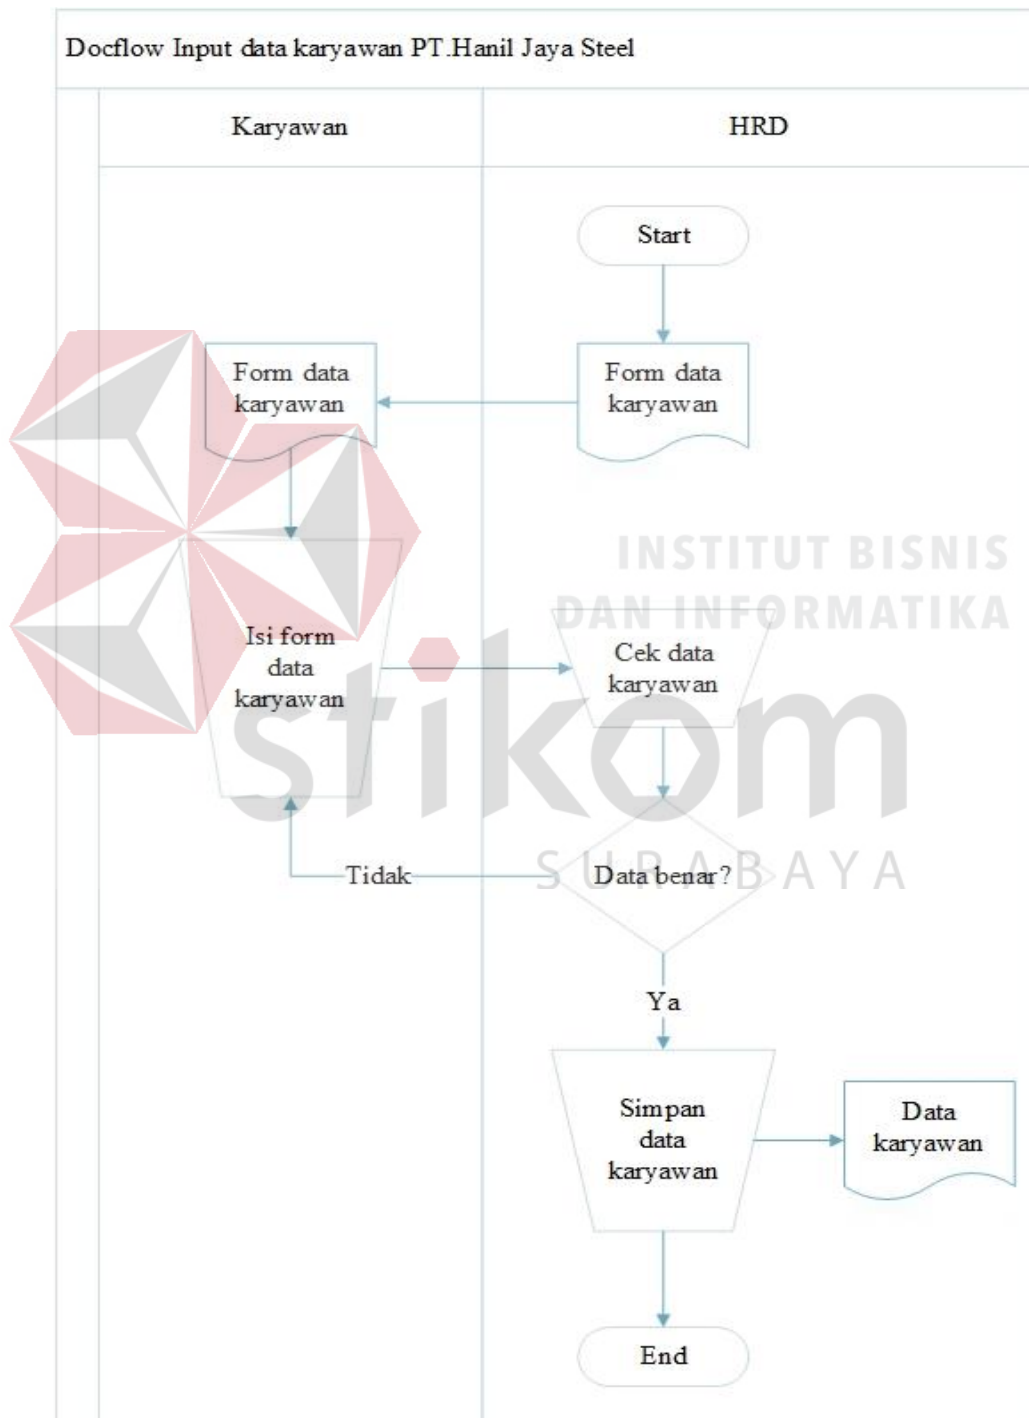 Docflow Input data karyawan PT.Hanil Jaya Steel
Karyawan
HRD
Start
Form data
karyawan
Form data
karyawan
INSTITUT BISNIS
DAN INFORMATIKA
Isi form
data
karyawan
Cek data
karyawan
stikom
SURABAYA
Tidak
Data benar?
Ya
Simpan
data
karyawan
Data
karyawan
End